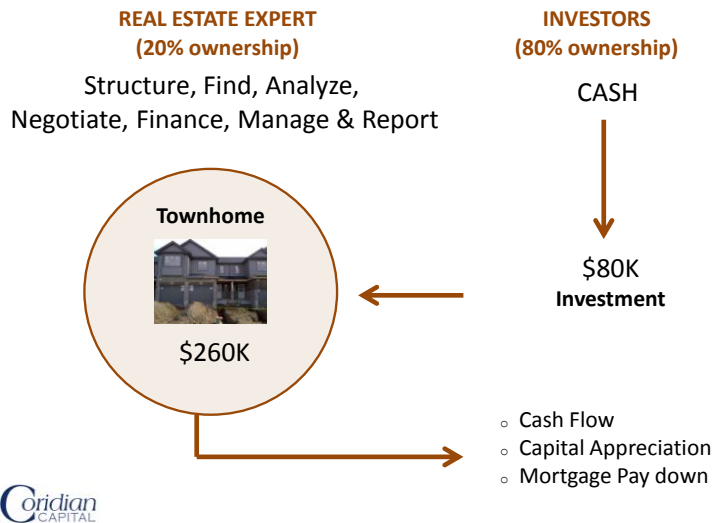 REAL ESTATE EXPERT
(20% ownership)
Structure, Find, Analyze,
Negotiate, Finance, Manage & Report
INVESTORS
(80% ownership)
CASH
Townhome
$260K
$80K
Investment
○ Cash Flow
○ Capital Appreciation
○ Mortgage Pay down
Coridian
CAPITAL